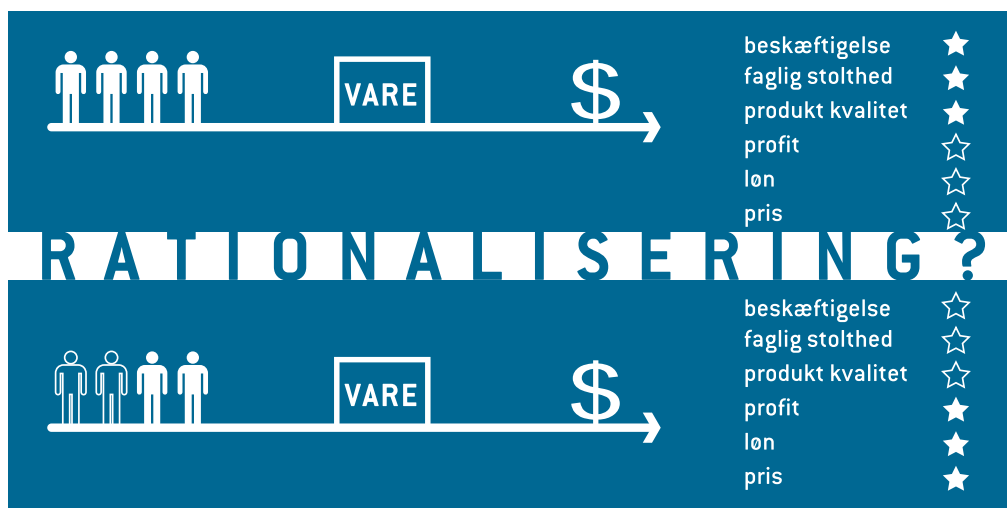 VARE
$
beskæftigelse
faglig stolthed
produkt kvalitet
profit
løn
pris
RATIONALISERING?
VARE
$
beskæftigelse
faglig stolthed
produkt kvalitet
profit
løn
pris